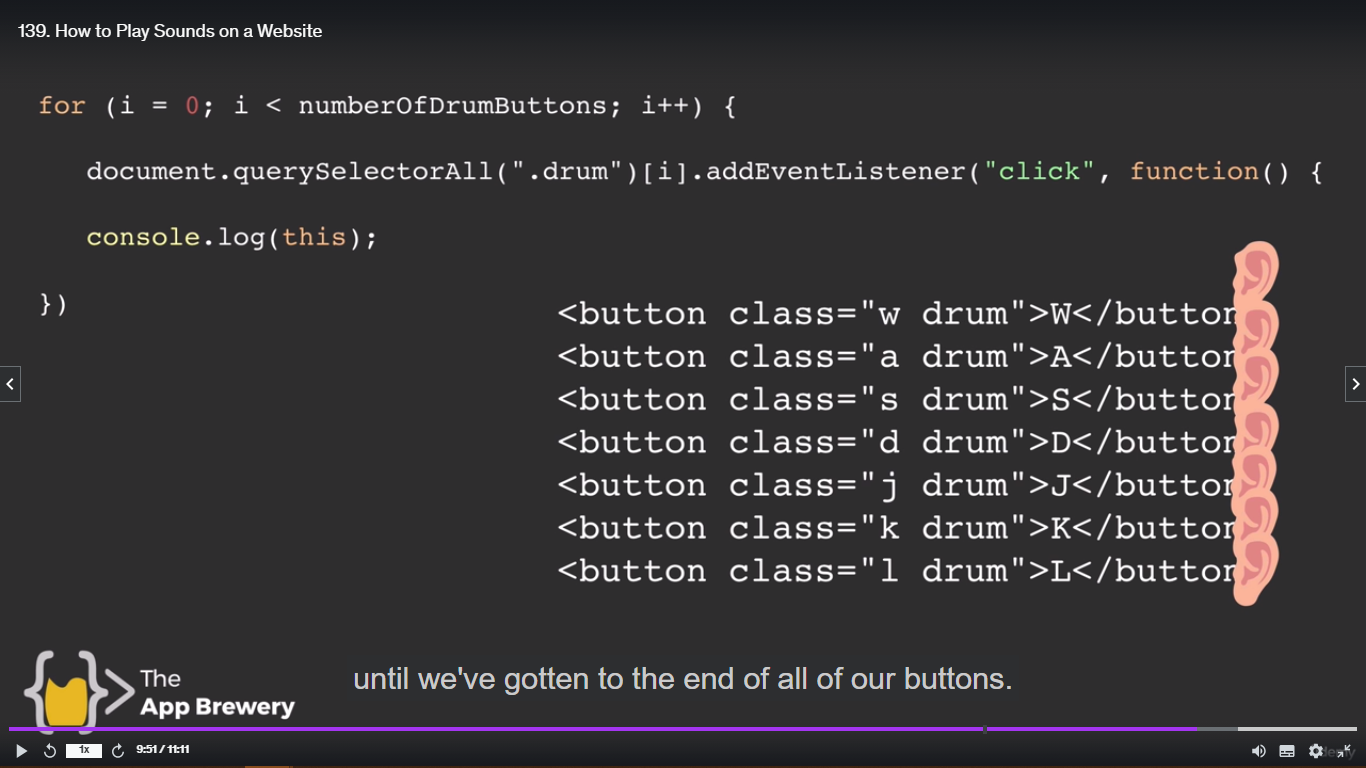 139. How to Play Sounds on a Website
for (i = 0; i < numberOfDrumButtons; i++) {
document.querySelectorAll(".drum")[i].addEventListener("click", function() {
console.log(this);
})
<button class="w drum">W</button
<button class="a drum">A</button
<button class="s drum">S</button
<button class="d drum">D</button
<button class="j drum">J</button
<button class="k drum">K</button
<button class="l drum">L</button
The
App Brewery
until we've gotten to the end of all of our buttons.
1x
9:51 / 11:11